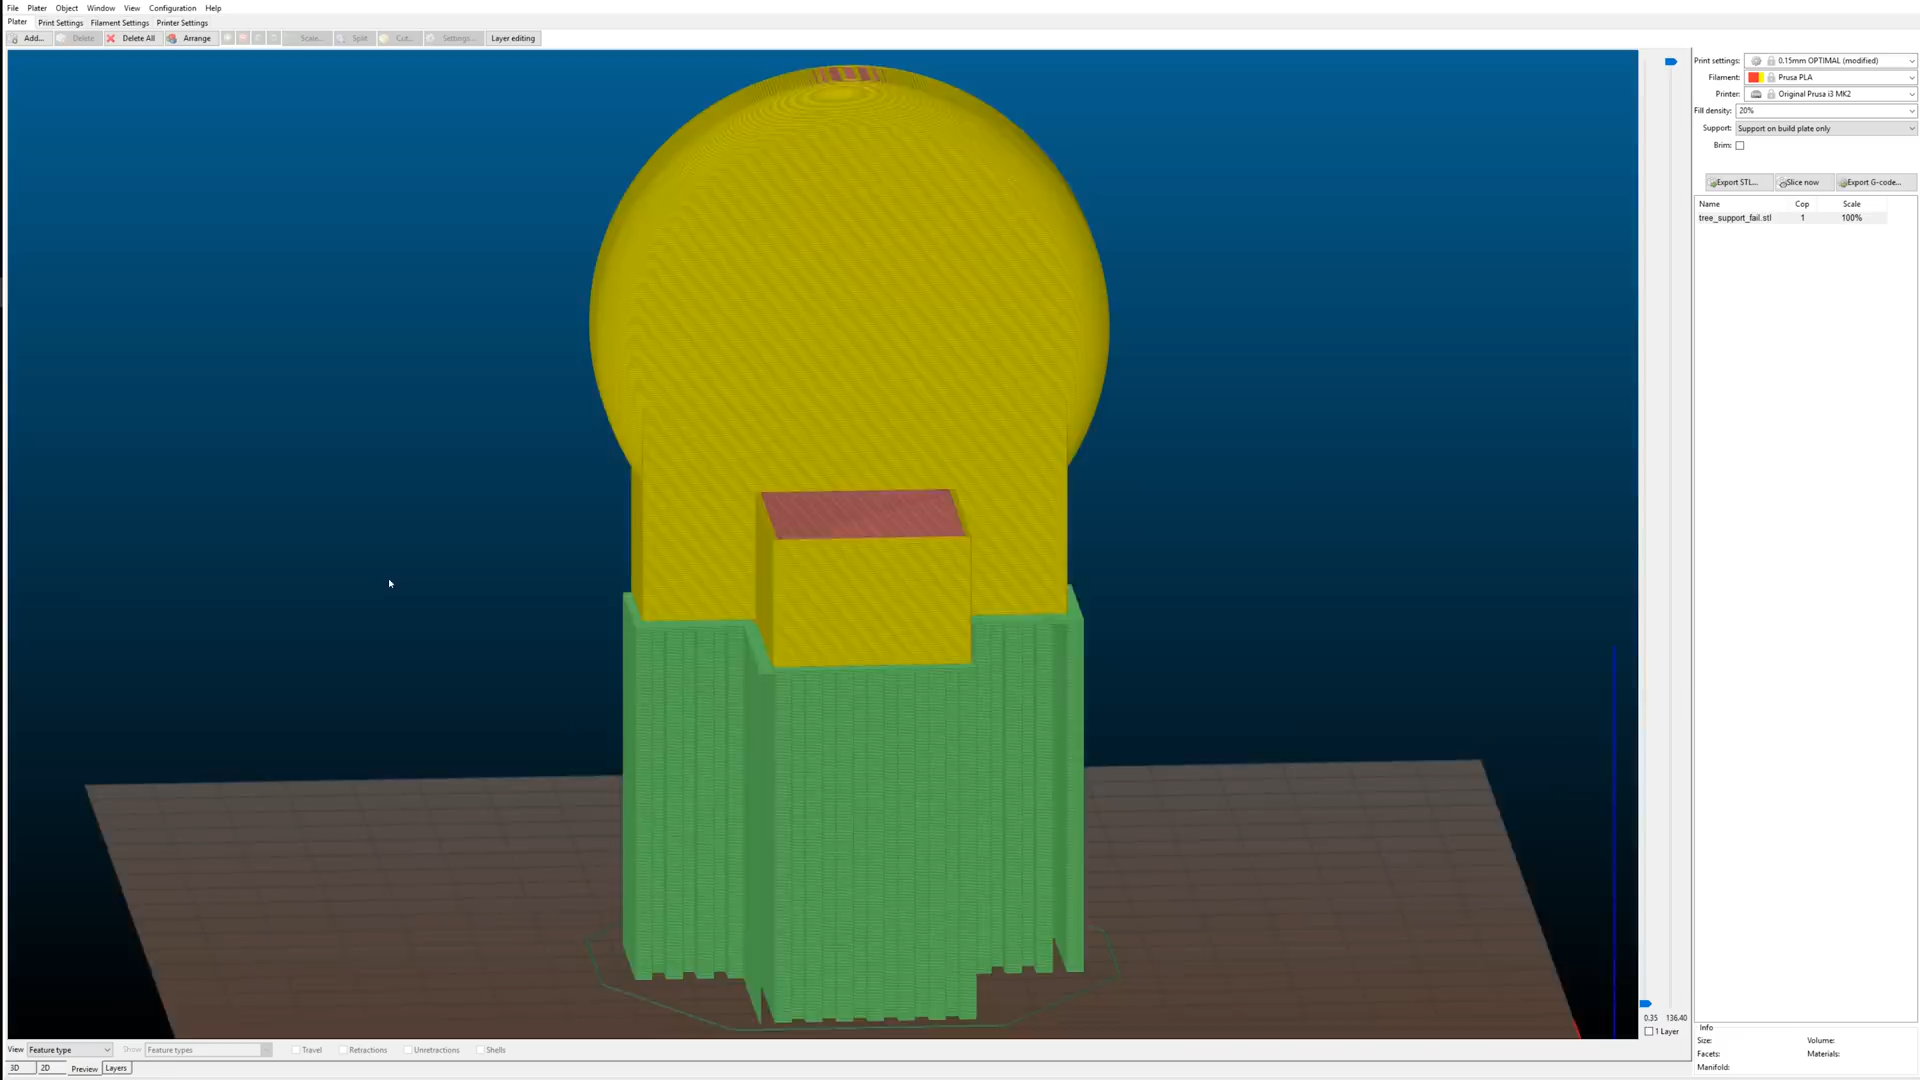 File Plater Object Window View Configuration Help
Plater Print Settings Filament Settings Printer Settings
Add... Delete Delete All Arrange Scale... Split Cut... Settings... Layer editing
Print settings: 0.15mm OPTIMAL (modified)
Filament: Prusa PLA
Printer: Original Prusa i3 MK2
Fill density: 20%
Support: Support on build plate only
Brim:
Export STL... Slice now Export G-code...
Name Cop Scale
tree_support_fail.stl 1 100%
0.35 136.40
1 Layer
Info
Size: Volume:
Facets: Materials:
Manifold:
View Feature type Show Feature types Travel Retractions Unretractions Shells
3D 2D Preview Layers